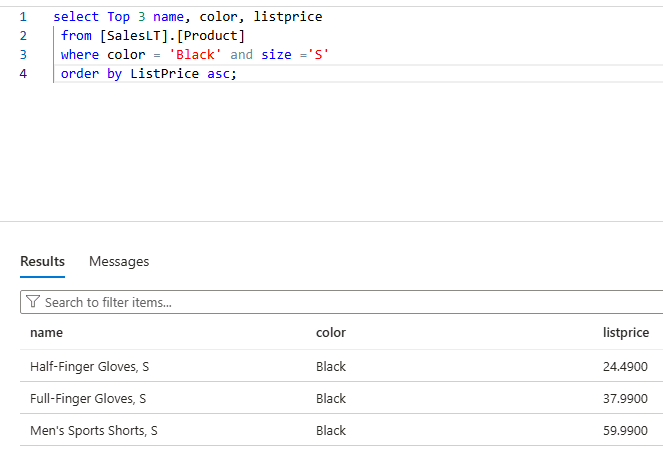 1 select Top 3 name, color, listprice
2 from [SalesLT].[Product]
3 where color = 'Black' and size ='S'
4 order by ListPrice asc;
Results Messages
Search to filter items...
name color listprice
Half-Finger Gloves, S Black 24.4900
Full-Finger Gloves, S Black 37.9900
Men's Sports Shorts, S Black 59.9900